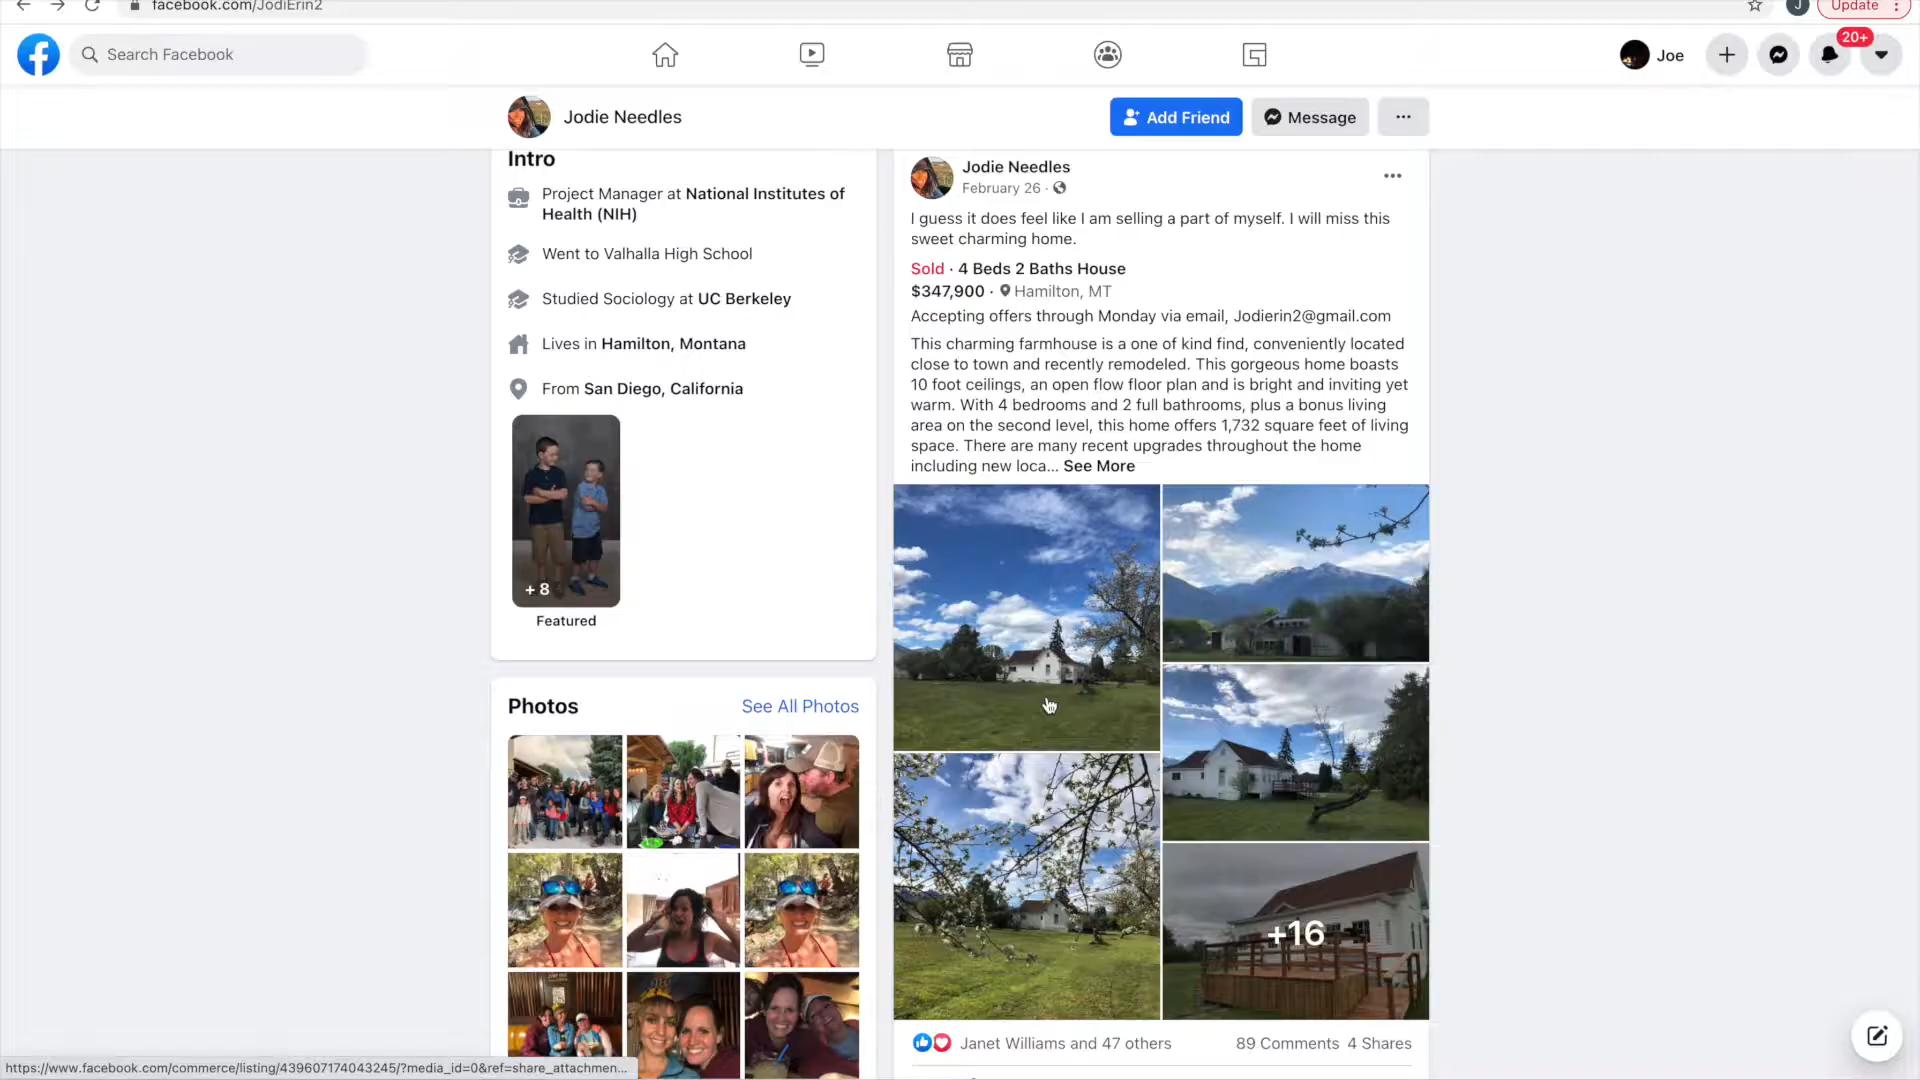 facebook.com/JodiErin2
Update
Search Facebook
Joe
20+
Jodie Needles
Add Friend
Message
Intro
Project Manager at National Institutes of
Health (NIH)
Went to Valhalla High School
Studied Sociology at UC Berkeley
Lives in Hamilton, Montana
From San Diego, California
+ 8
Featured
Photos
See All Photos
Jodie Needles
February 26 ·
I guess it does feel like I am selling a part of myself. I will miss this
sweet charming home.
Sold · 4 Beds 2 Baths House
$347,900 · Hamilton, MT
Accepting offers through Monday via email, Jodierin2@gmail.com
This charming farmhouse is a one of kind find, conveniently located
close to town and recently remodeled. This gorgeous home boasts
10 foot ceilings, an open flow floor plan and is bright and inviting yet
warm. With 4 bedrooms and 2 full bathrooms, plus a bonus living
area on the second level, this home offers 1,732 square feet of living
space. There are many recent upgrades throughout the home
including new loca... See More
+16
Janet Williams and 47 others
89 Comments 4 Shares
https://www.facebook.com/commerce/listing/439607174043245/?media_id=0&ref=share_attachmen...
J